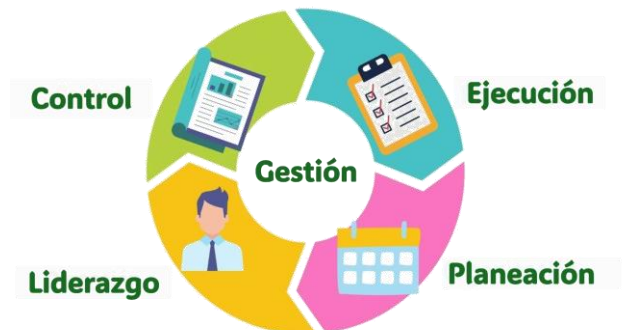 Control
Ejecución
Gestión
Liderazgo
Planeación